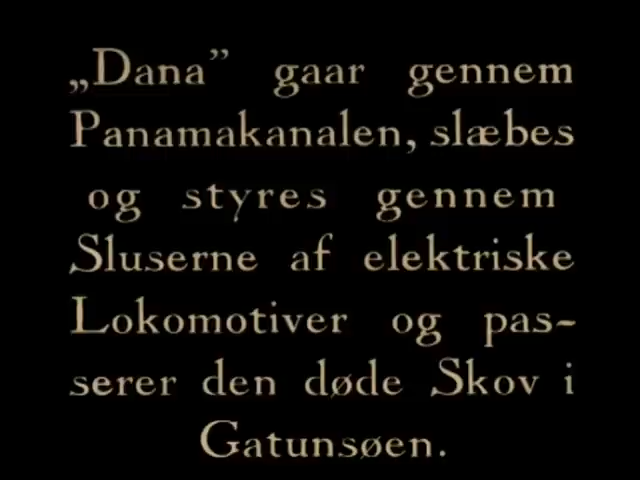 „Dana” gaar gennem
Panamakanalen, slæbes
og styres gennem
Sluserne af elektriske
Lokomotiver og pas-
serer den døde Skov i
Gatunsøen.